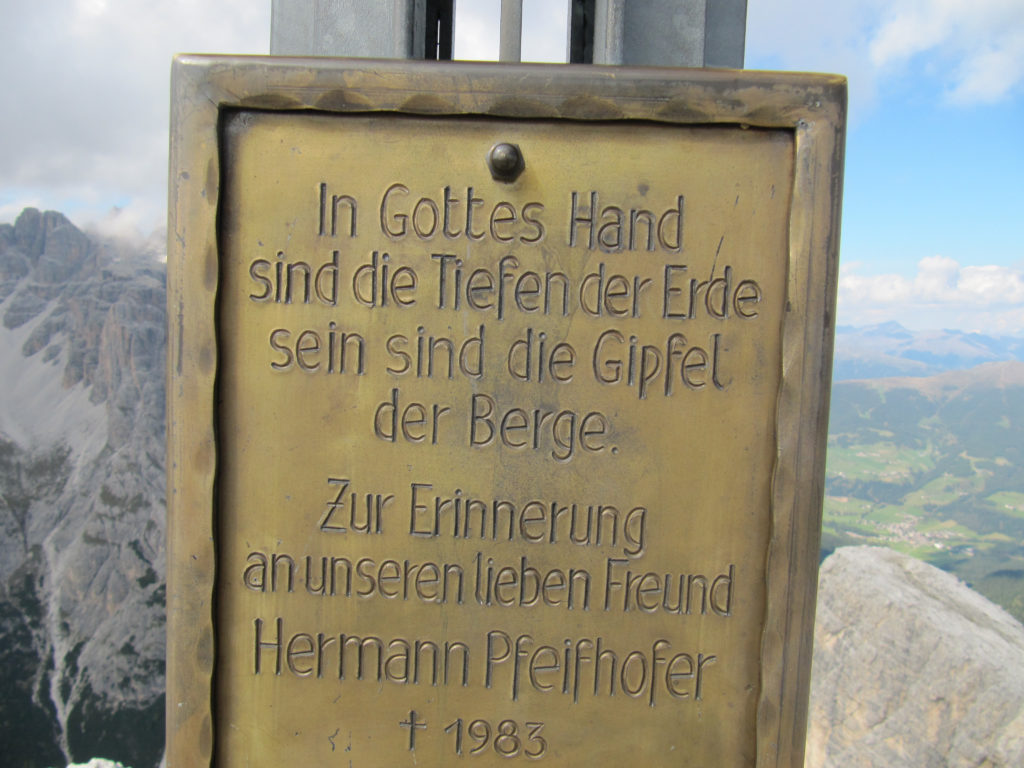 In Gottes Hand
sind die Tiefen der Erde
sein sind die Gipfel
der Berge.
Zur Erinnerung
an unseren lieben Freund
Hermann Pfeifhofer
† 1983